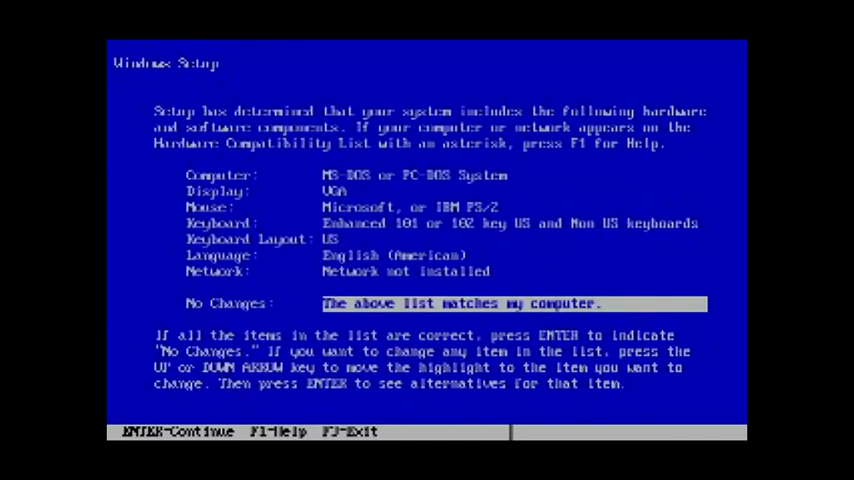 Windows Setup
Setup has determined that your system includes the following hardware
and software components. If your computer or network appears on the
Hardware Compatibility List with an asterisk, press F1 for Help.
Computer: MS-DOS or PC-DOS System
Display: VGA
Mouse: Microsoft, or IBM PS/2
Keyboard: Enhanced 101 or 102 key US and Non US keyboards
Keyboard Layout: US
Language: English (American)
Network: Network not installed
No Changes: The above list matches my computer.
If all the items in the list are correct, press ENTER to indicate
"No Changes." If you want to change any item in the list, press the
UP or DOWN ARROW key to move the highlight to the item you want to
change. Then press ENTER to see alternatives for that item.
ENTER=Continue F1=Help F3=Exit